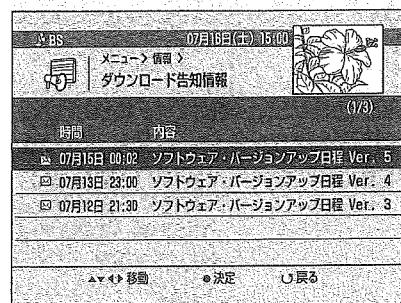 BS 07月16日(土) 15:00
メニュー> 情報 >
ダウンロード告知情報
(1/3)
時間 内容
07月15日 00:02 ソフトウェア・バージョンアップ日程 Ver. 5
07月13日 23:00 ソフトウェア・バージョンアップ日程 Ver. 4
07月12日 21:30 ソフトウェア・バージョンアップ日程 Ver. 3
▲▼◀▶ 移動 ●決定 戻る